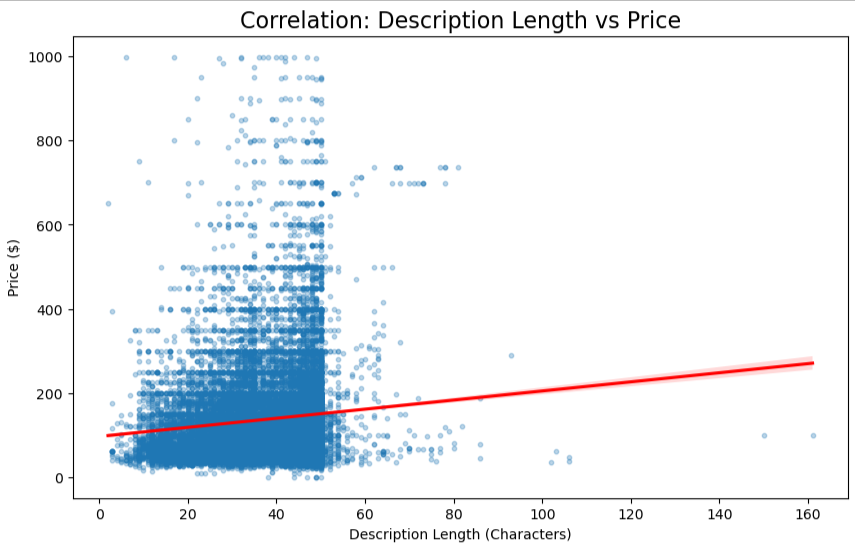 Correlation: Description Length vs Price
Price ($)
1000
800
600
400
200
0
0 20 40 60 80 100 120 140 160
Description Length (Characters)